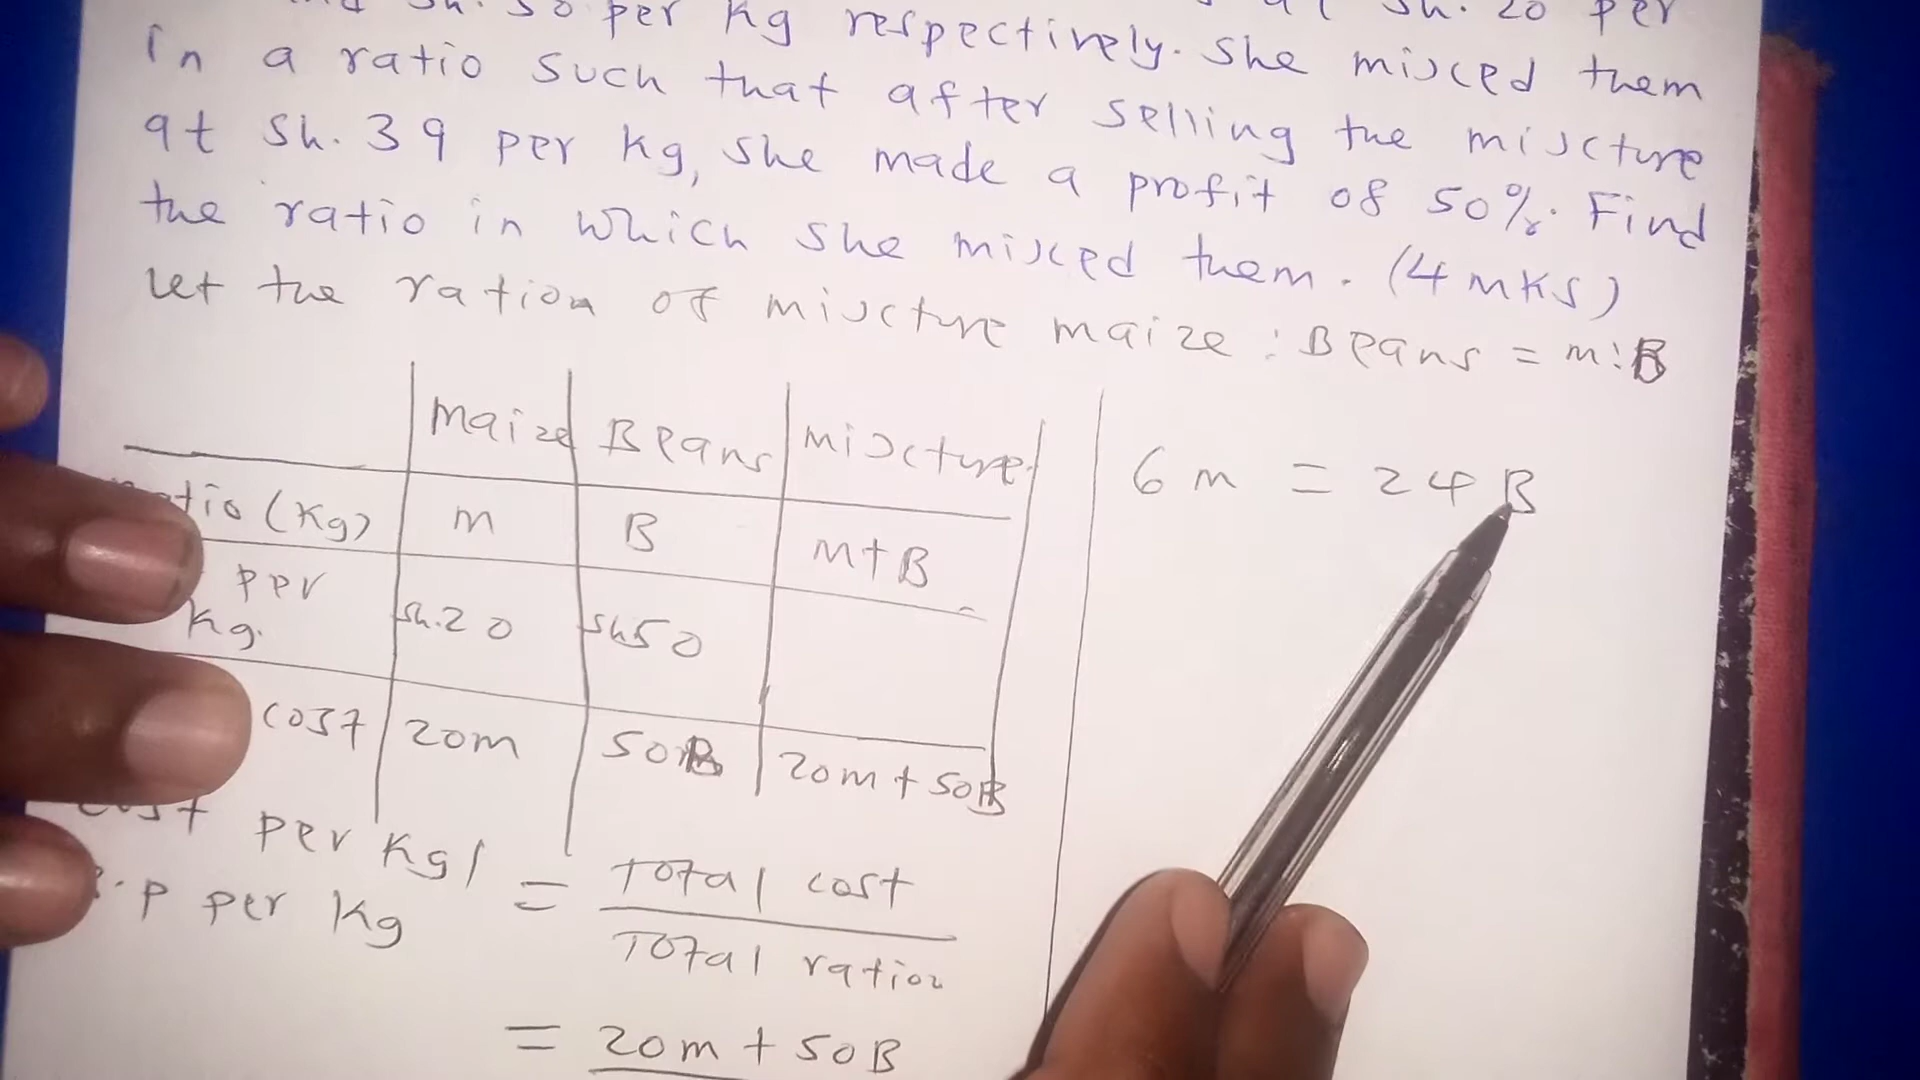 sh. 50 per kg respectively. She mixed them
in a ratio such that after selling the mixture
at sh. 39 per kg, she made a profit of 50%. Find
the ratio in which she mixed them. (4 mks)
let the ration of mixture maize : Beans = m:B
maize Beans mixture
(kg) m B m+B
per kg. sh.20 sh50
cost 20m 50B 20m + 50B
per kg/
per kg = Total cost
Total ratior
= 20m + 50B
6m = 24B